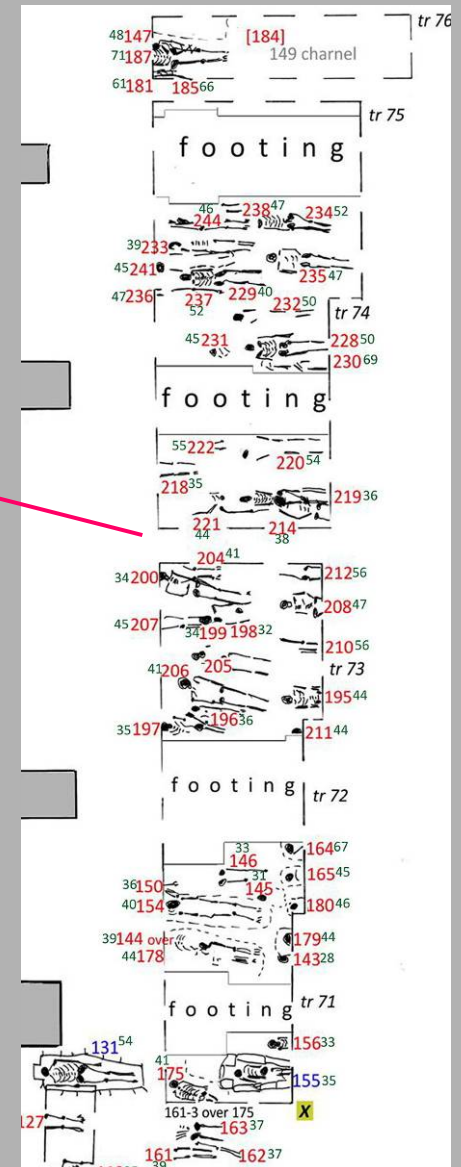 tr 76
48147 [184]
71187 149 charnel
61181 18566
tr 75
footing
46 23847 23452
244
39233
45241 23547
47236 237 22940 23250
52
tr 74
45231 22850
23069
footing
55222 22054
21835
21936
221 214
44 38
20441
34200 21256
20847
45207 34199 19832
21056
205
41206 tr 73
19544
19636
35197 21144
footing tr 72
33 16467
146
31 16545
36150 145
40154 18046
39144 over 17944
44178 14328
footing tr 71
15633
13154 41
175 15535
161-3 over 175 X
127 16337
161 16237
39